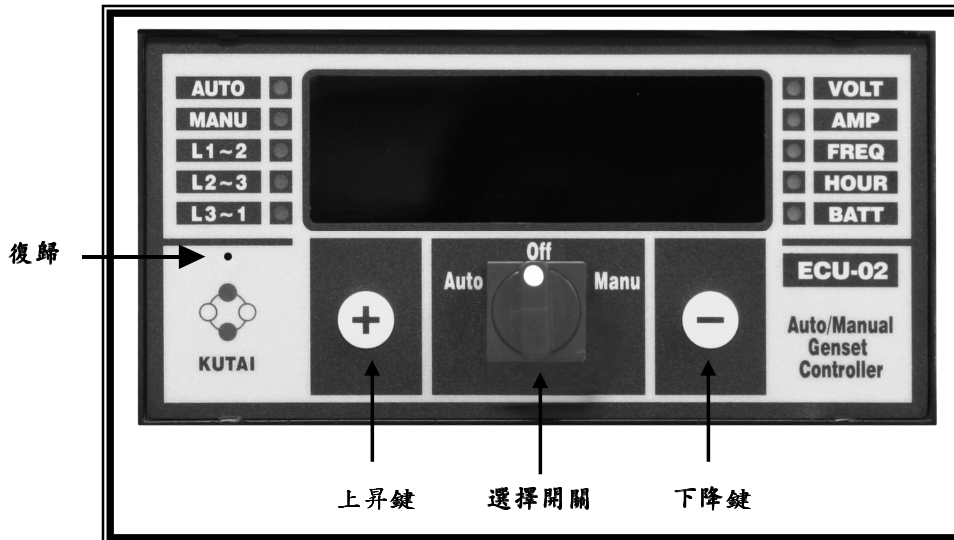 AUTO
MANU
L1~2
L2~3
L3~1
VOLT
AMP
FREQ
HOUR
BATT
復歸
KUTAI
Off
Auto
Manu
+
−
ECU-02
Auto/Manual
Genset
Controller
上昇鍵
選擇開關
下降鍵